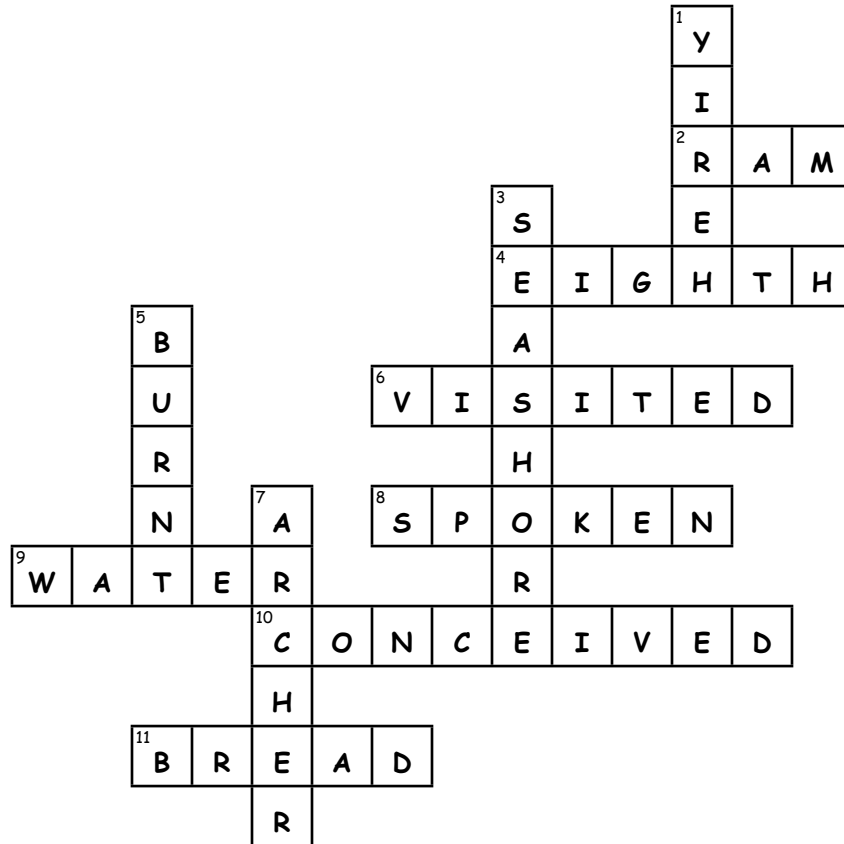 1 Y
I
2 R A M
3 S E
4 E I G H T H
5 B A
U 6 V I S I T E D
R H
N 7 A 8 S P O K E N
9 W A T E R R
10 C O N C E I V E D
H
11 B R E A D
R